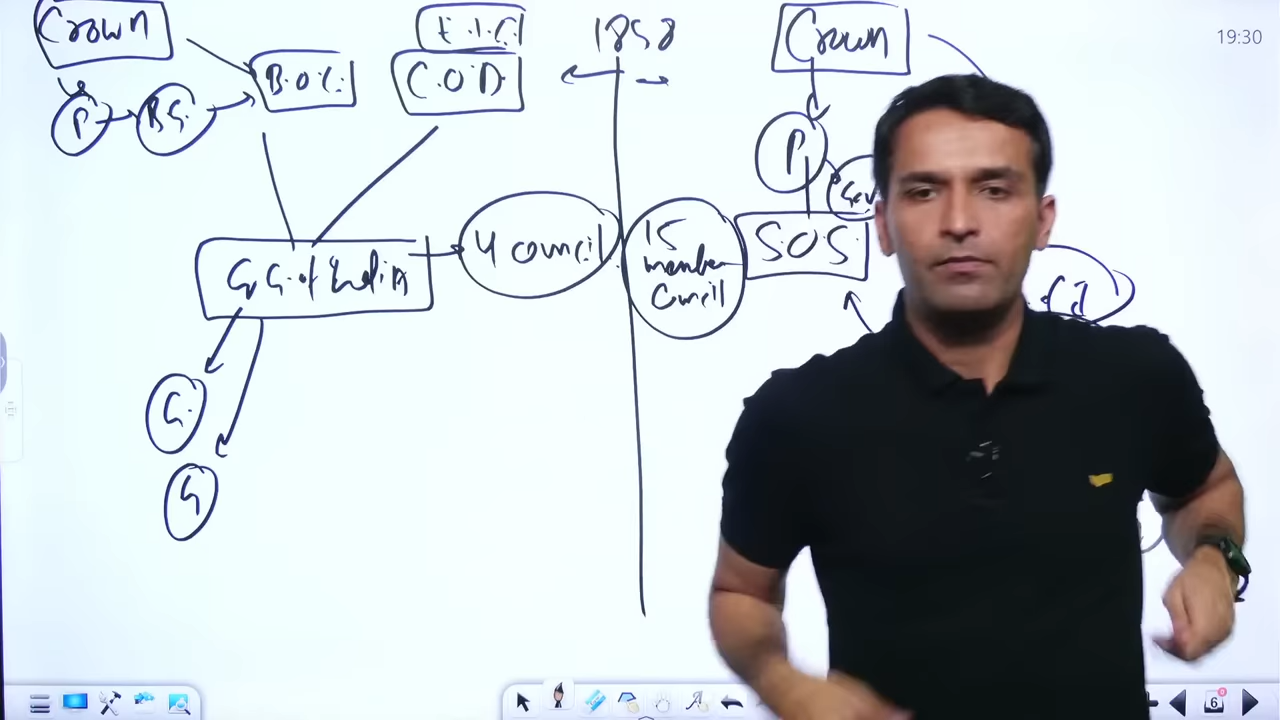 Crown
E.I.C
1858
Crown
19:30
B.O.C.
C.O.D
P
B.G.
P
4 council
15
member
Council
S.O.S.
G.G. of India
G.
G
6